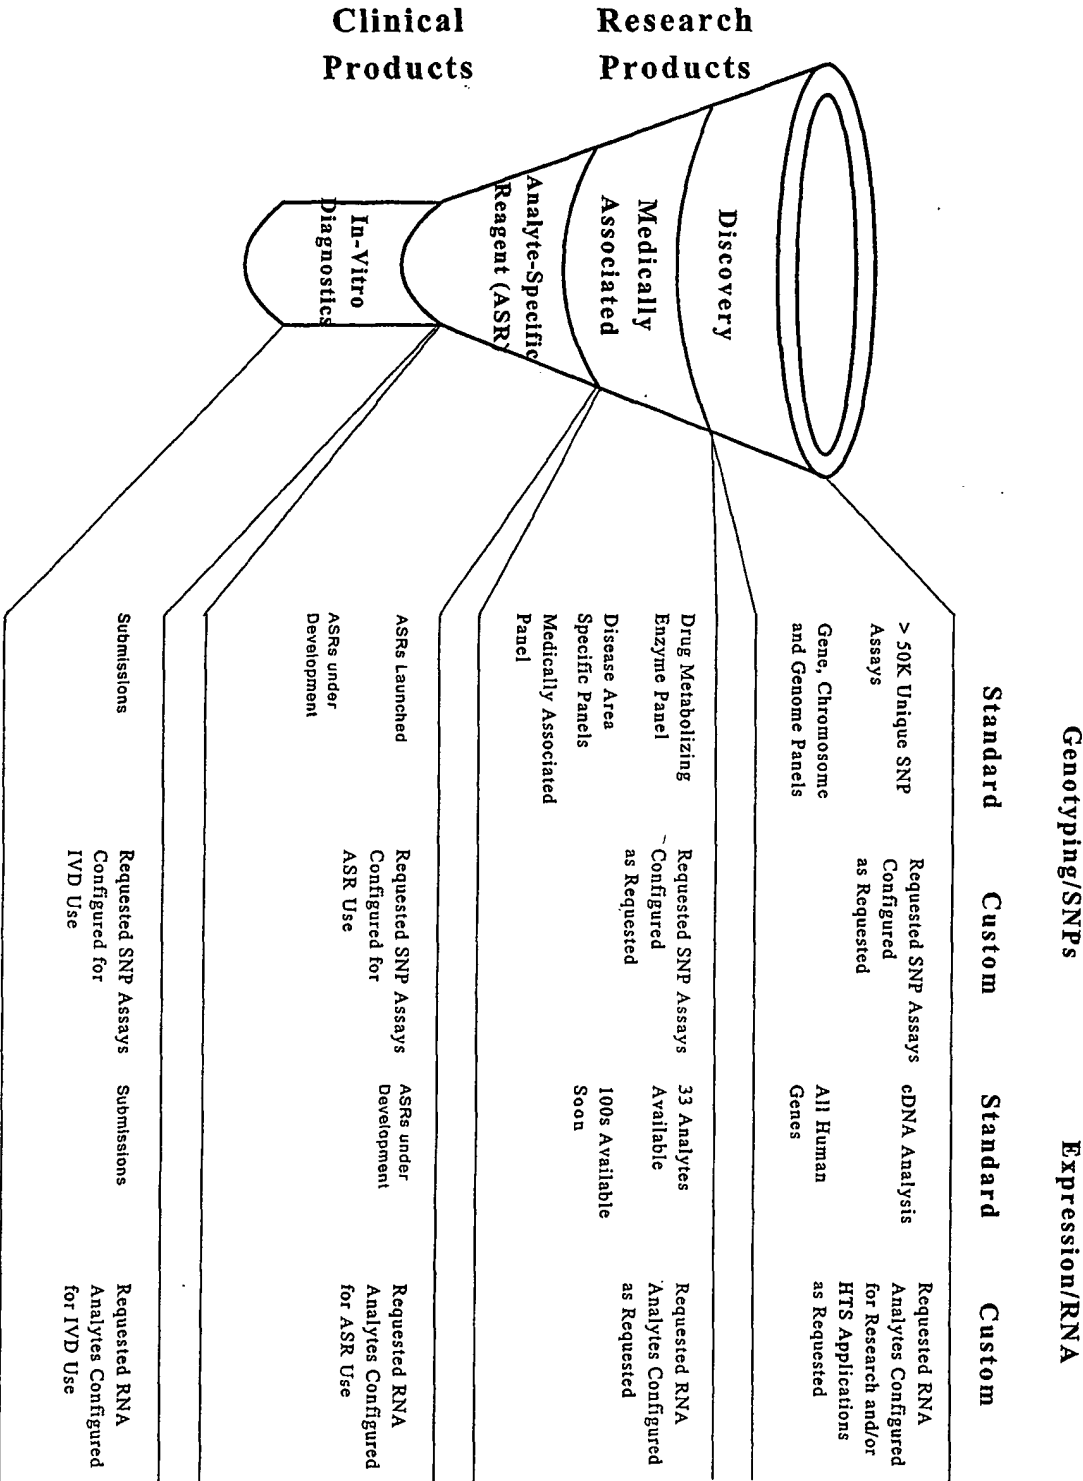 Clinical
Products
Research
Products
Genotyping/SNPs
Expression/RNA
Standard
Custom
Standard
Custom
Discovery
> 50K Unique SNP
Assays
Gene, Chromosome
and Genome Panels
Requested SNP Assays
Configured
as Requested
cDNA Analysis
All Human
Genes
Requested RNA
Analytes Configured
for Research and/or
HTS Applications
as Requested
Medically
Associated
Drug Metabolizing
Enzyme Panel
Disease Area
Specific Panels
Medically Associated
Panel
Requested SNP Assays
Configured
as Requested
33 Analytes
Available
100s Available
Soon
Requested RNA
Analytes Configured
as Requested
Analyte-Specific
Reagent (ASR)
ASRs Launched
ASRs under
Development
Requested SNP Assays
Configured for
ASR Use
ASRs under
Development
Requested RNA
Analytes Configured
for ASR Use
In-Vitro
Diagnostics
Submissions
Requested SNP Assays
Configured for
IVD Use
Submissions
Requested RNA
Analytes Configured
for IVD Use